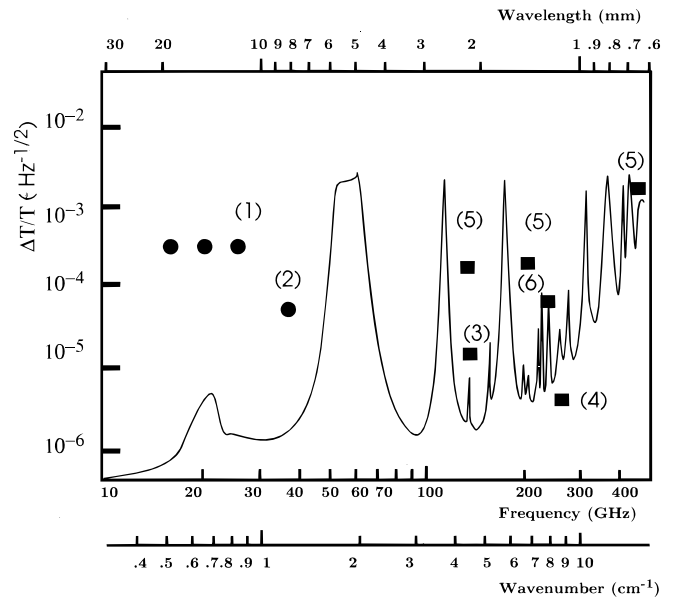 Wavelength (mm)
30 20 10 9 8 7 6 5 4 3 2 1 .9 .8 .7 .6
10−2
(5)
ΔT/T ( Hz-1/2)
(1)
10−3
(5) (5)
(2)
10−4
(6)
(3)
10−5
(4)
10−6
10 20 30 40 50 60 70 100 200 300 400
Frequency (GHz)
.4 .5 .6 .7 .8 .9 1 2 3 4 5 6 7 8 9 10
Wavenumber (cm-1)